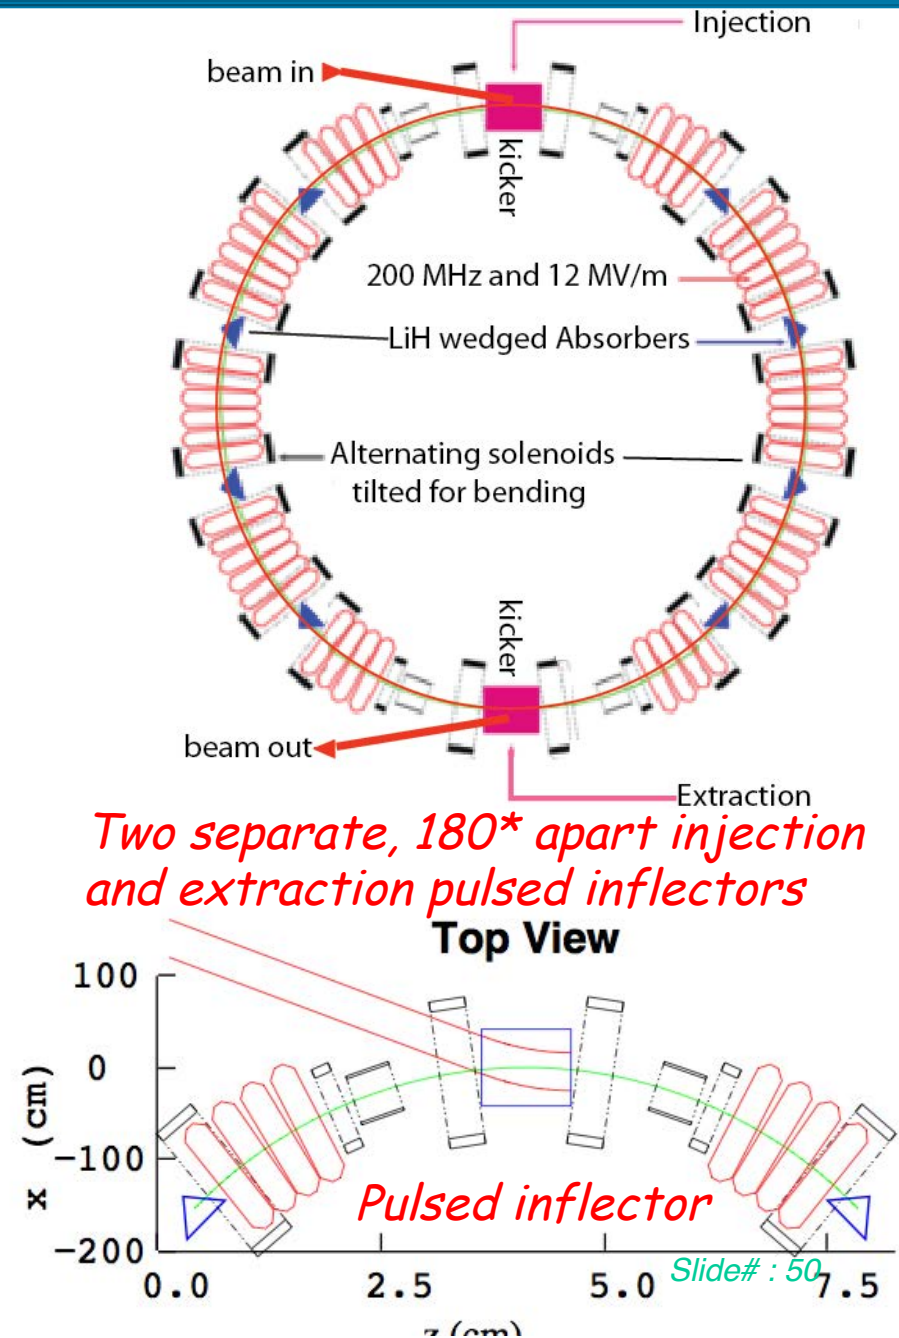 Injection
beam in
kicker
200 MHz and 12 MV/m
LiH wedged Absorbers
Alternating solenoids
tilted for bending
kicker
beam out
Extraction
Two separate, 180* apart injection
and extraction pulsed inflectors
Top View
100
0
-100
-200
x (cm)
Pulsed inflector
Slide# : 50
0.0 2.5 5.0 7.5
z (cm)